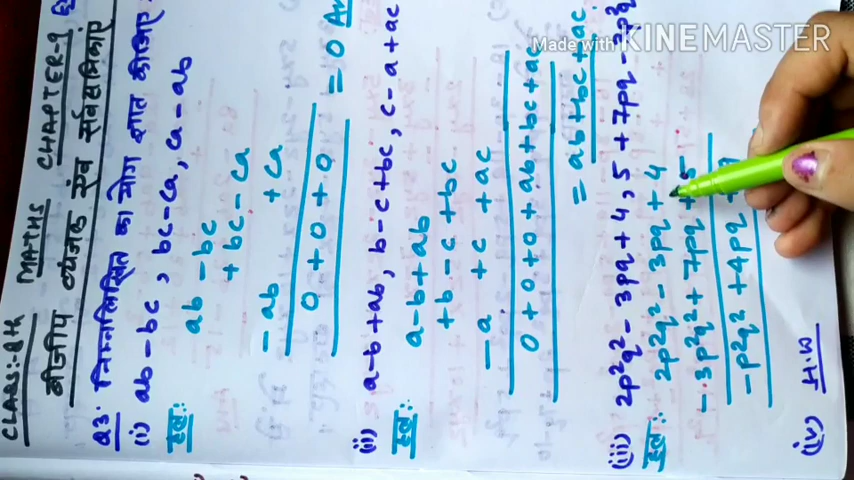 CLASS:- 8th MATHS CHAPTER-9
बीजीय व्यंजक एवं सर्वसमिकाएं
Q3. निम्नलिखित का योग ज्ञात कीजिए
(i) ab - bc, bc - ca, ca - ab
हल:-
ab - bc
+ bc - ca
- ab + ca
0 + 0 + 0 = 0 Ans
(ii) a-b+ab, b-c+bc, c-a+ac
हल:-
a-b+ab
+b-c+bc
-a +c +ac
0+0+0+ab+bc+ac
= ab+bc+ac
(iii) 2p²q² - 3pq + 4, 5 + 7pq - 3p²q²
हल:- 2p²q² - 3pq + 4
- 3p²q² + 7pq + 5
- p²q² + 4pq +
(iv) HW
Made with KINEMASTER